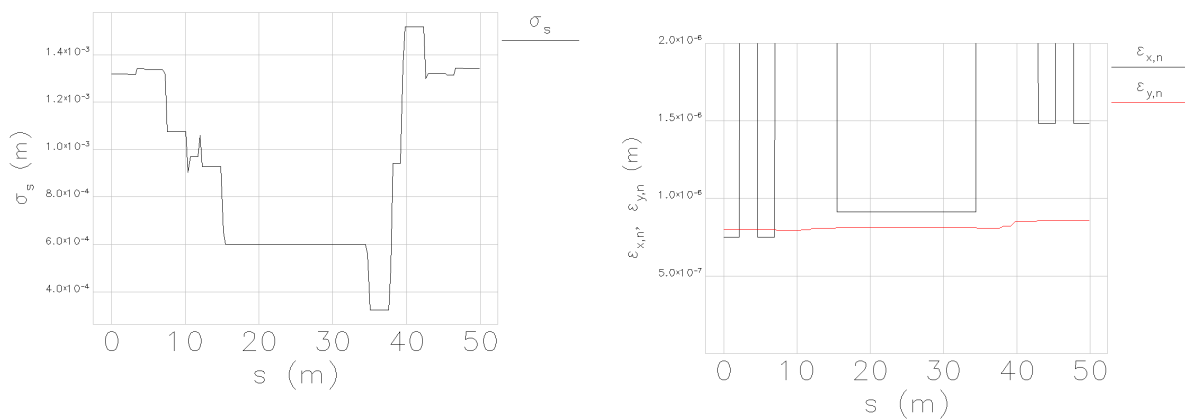 σs
1.4×10⁻³
1.2×10⁻³
1.0×10⁻³
8.0×10⁻⁴
6.0×10⁻⁴
4.0×10⁻⁴
σs (m)
0 10 20 30 40 50
s (m)
εx,n
εy,n
2.0×10⁻⁶
1.5×10⁻⁶
1.0×10⁻⁶
5.0×10⁻⁷
εx,n, εy,n (m)
0 10 20 30 40 50
s (m)